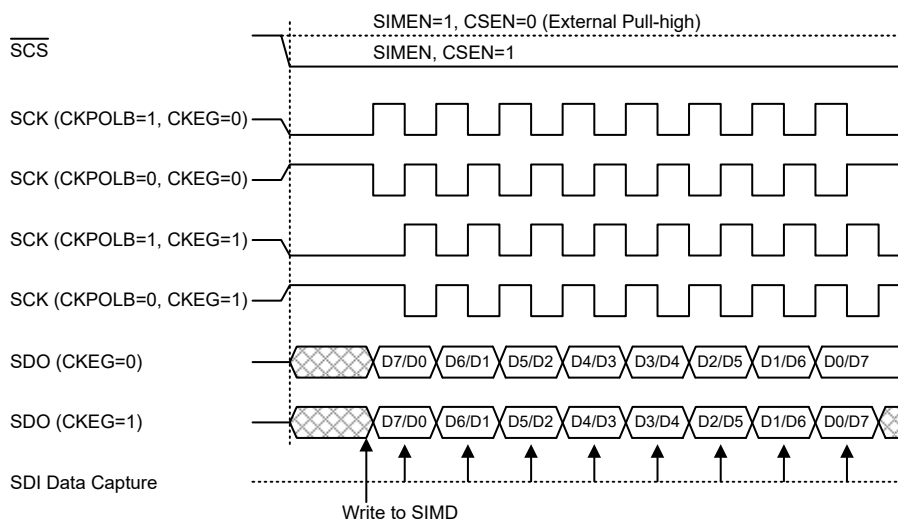 SIMEN=1, CSEN=0 (External Pull-high)
SCS
SIMEN, CSEN=1
SCK (CKPOLB=1, CKEG=0)
SCK (CKPOLB=0, CKEG=0)
SCK (CKPOLB=1, CKEG=1)
SCK (CKPOLB=0, CKEG=1)
SDO (CKEG=0) D7/D0 D6/D1 D5/D2 D4/D3 D3/D4 D2/D5 D1/D6 D0/D7
SDO (CKEG=1) D7/D0 D6/D1 D5/D2 D4/D3 D3/D4 D2/D5 D1/D6 D0/D7
SDI Data Capture
Write to SIMD